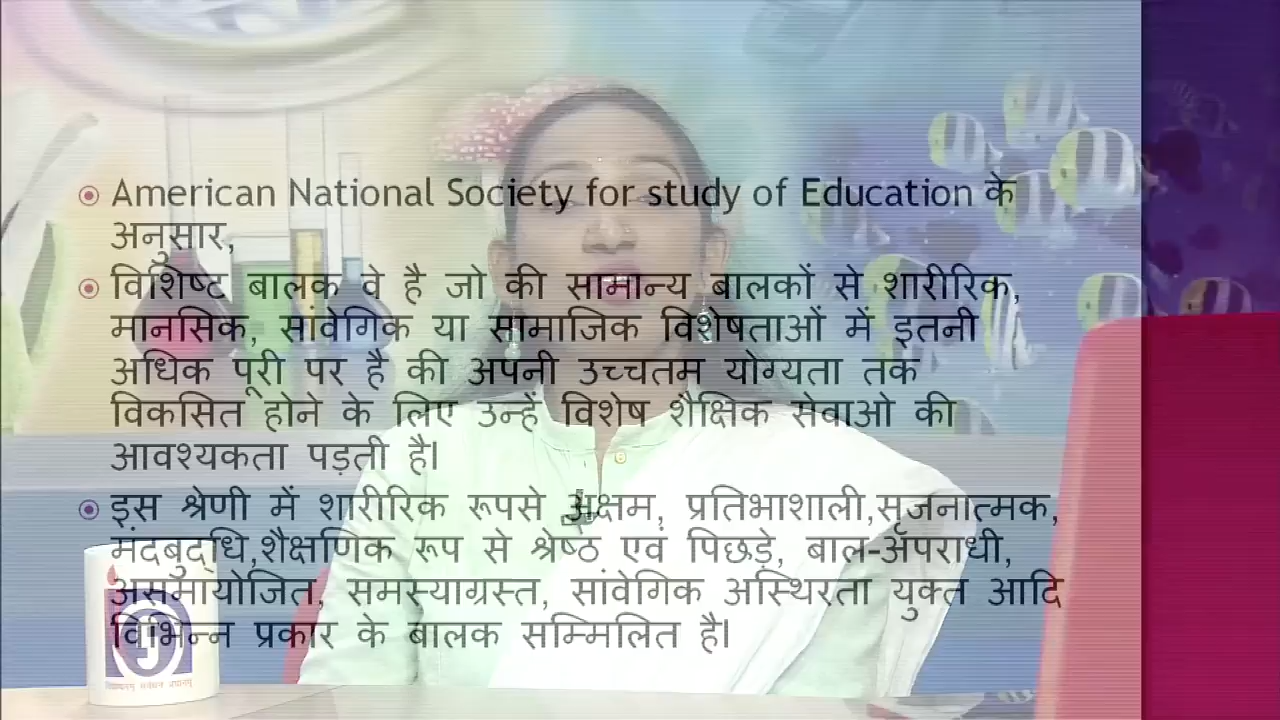 American National Society for study of Education के
अनुसार,
विशिष्ट बालक वे है जो की सामान्य बालकों से शारीरिक,
मानसिक, सांवेगिक या सामाजिक विशेषताओं में इतनी
अधिक पूरी पर है की अपनी उच्चतम योग्यता तक
विकसित होने के लिए उन्हें विशेष शैक्षिक सेवाओ की
आवश्यकता पड़ती है।
इस श्रेणी में शारीरिक रूपसे अक्षम, प्रतिभाशाली,सृजनात्मक,
मंदबुद्धि,शैक्षणिक रूप से श्रेष्ठ एवं पिछड़े, बाल-अपराधी,
असमायोजित, समस्याग्रस्त, सांवेगिक अस्थिरता युक्त आदि
विभिन्न प्रकार के बालक सम्मिलित है।